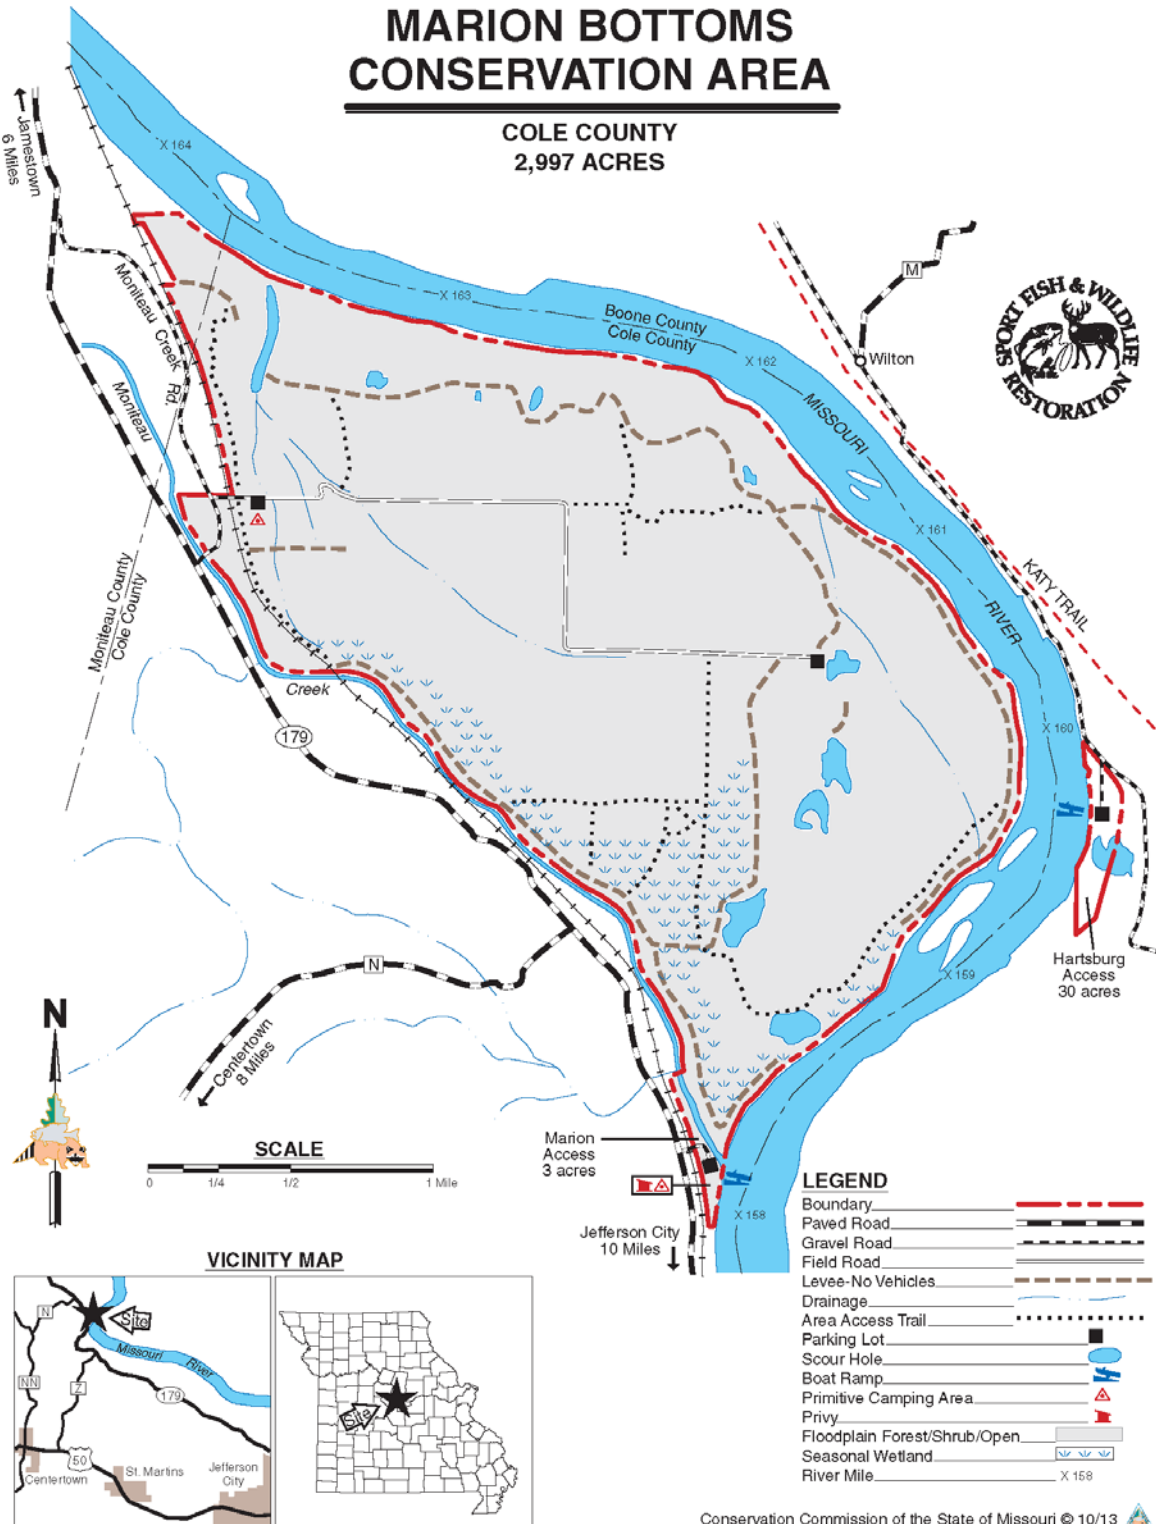 MARION BOTTOMS
CONSERVATION AREA
COLE COUNTY
2,997 ACRES
Jamestown
6 Miles
X 164
X 163
Boone County
Cole County
X 162
MISSOURI
RIVER
X 161
X 160
X 159
X 158
M
Wilton
SPORT FISH & WILDLIFE
RESTORATION
KATY TRAIL
Moniteau Creek Rd.
Moniteau
Creek
Moniteau County
Cole County
179
N
Centertown
8 Miles
Hartsburg
Access
30 acres
N
SCALE
0 1/4 1/2 1 Mile
Marion
Access
3 acres
Jefferson City
10 Miles
LEGEND
Boundary
Paved Road
Gravel Road
Field Road
Levee-No Vehicles
Drainage
Area Access Trail
Parking Lot
Scour Hole
Boat Ramp
Primitive Camping Area
Privy
Floodplain Forest/Shrub/Open
Seasonal Wetland
River Mile X 158
VICINITY MAP
N
Site
Missouri River
NN
Z
179
50
Centertown
St. Martins
Jefferson
City
Site
Conservation Commission of the State of Missouri © 10/13